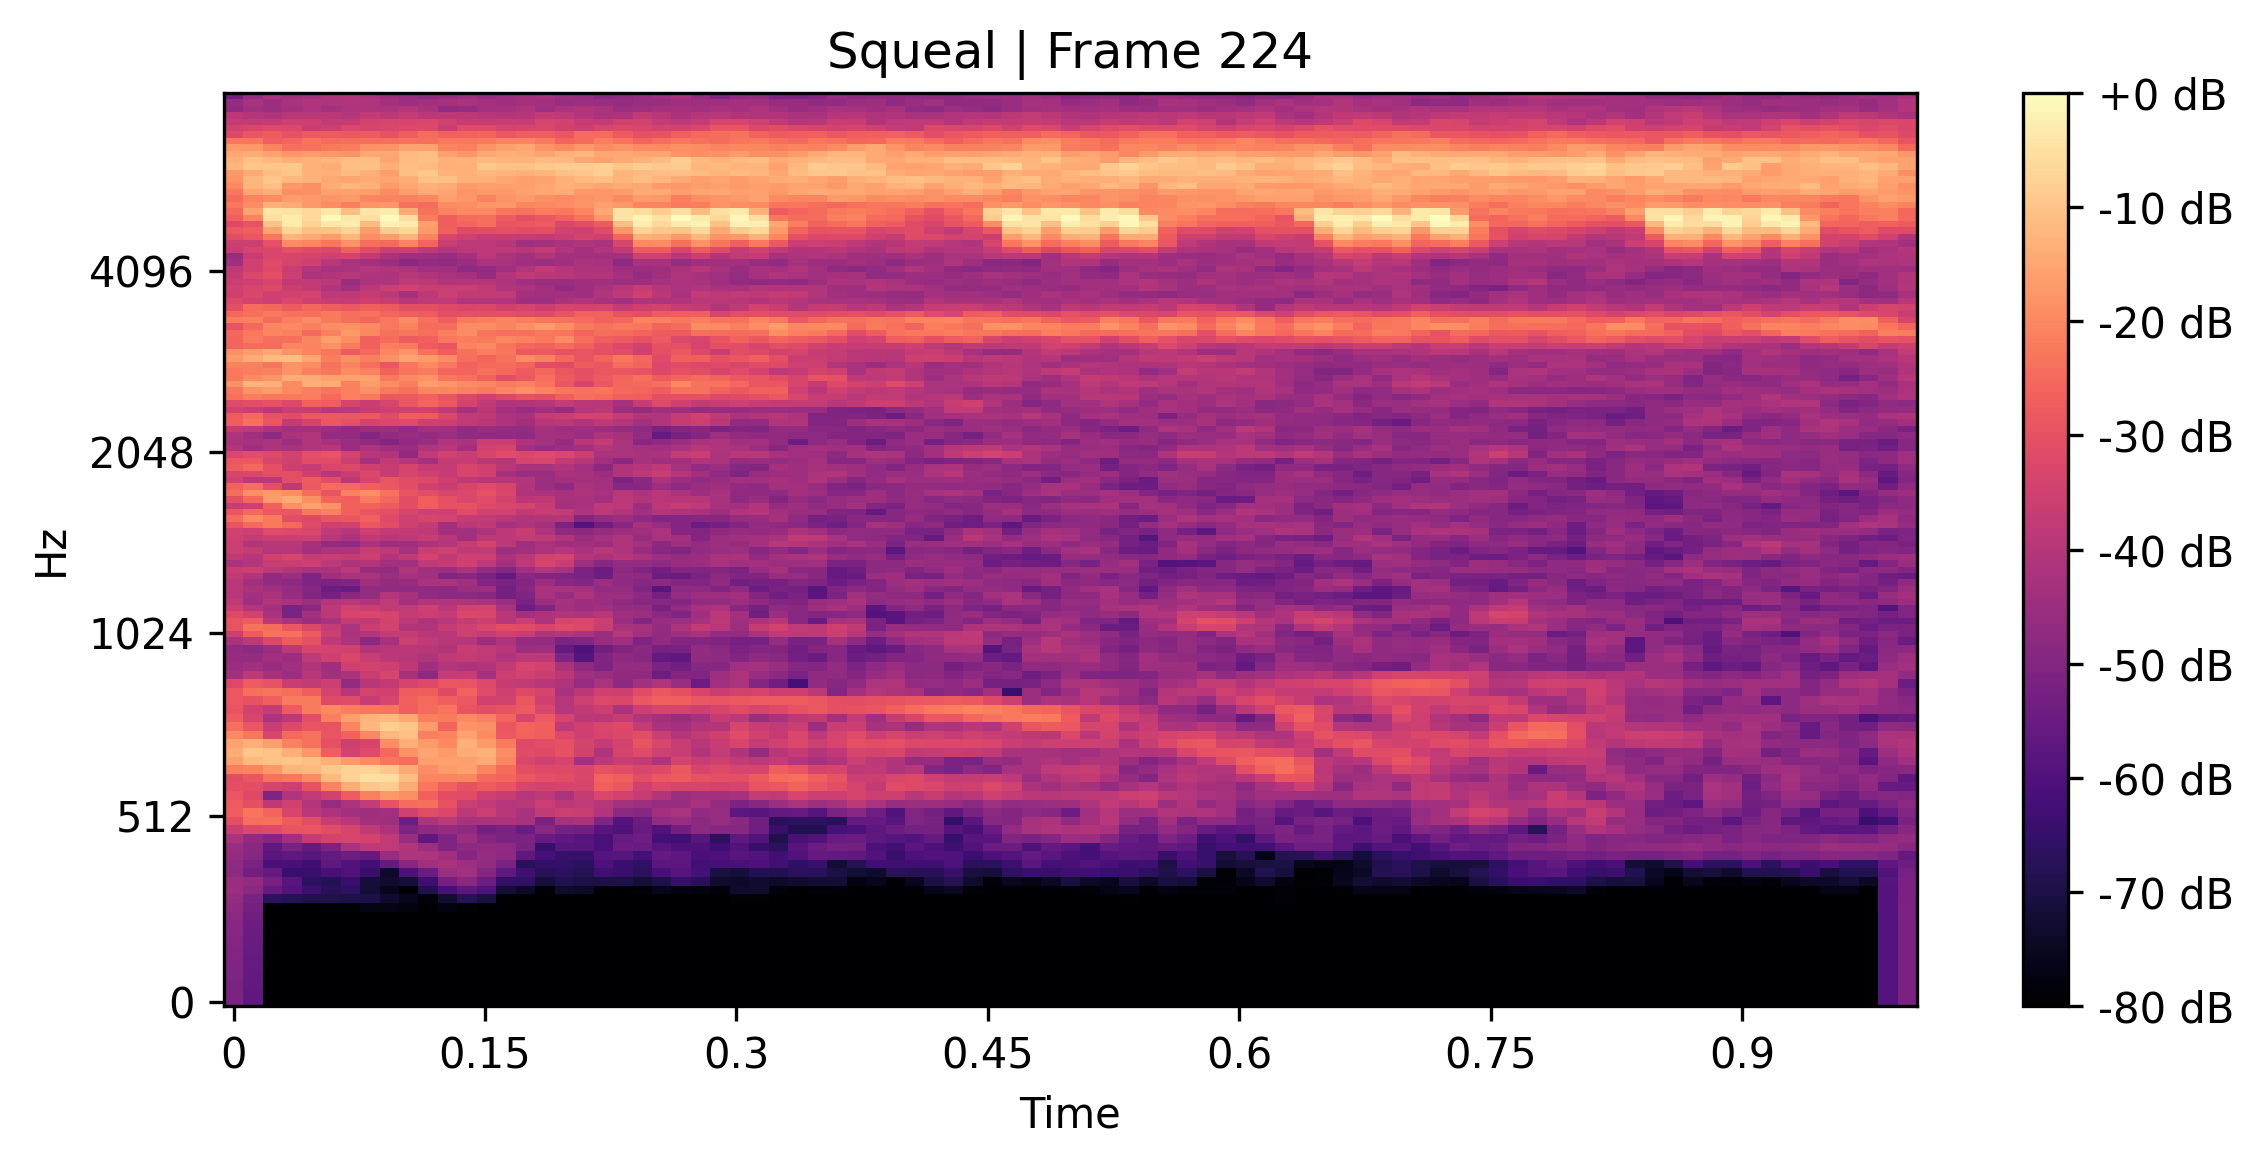 Squeal | Frame 224
+0 dB
-10 dB
-20 dB
-30 dB
-40 dB
-50 dB
-60 dB
-70 dB
-80 dB
4096
2048
1024
512
0
Hz
0 0.15 0.3 0.45 0.6 0.75 0.9
Time